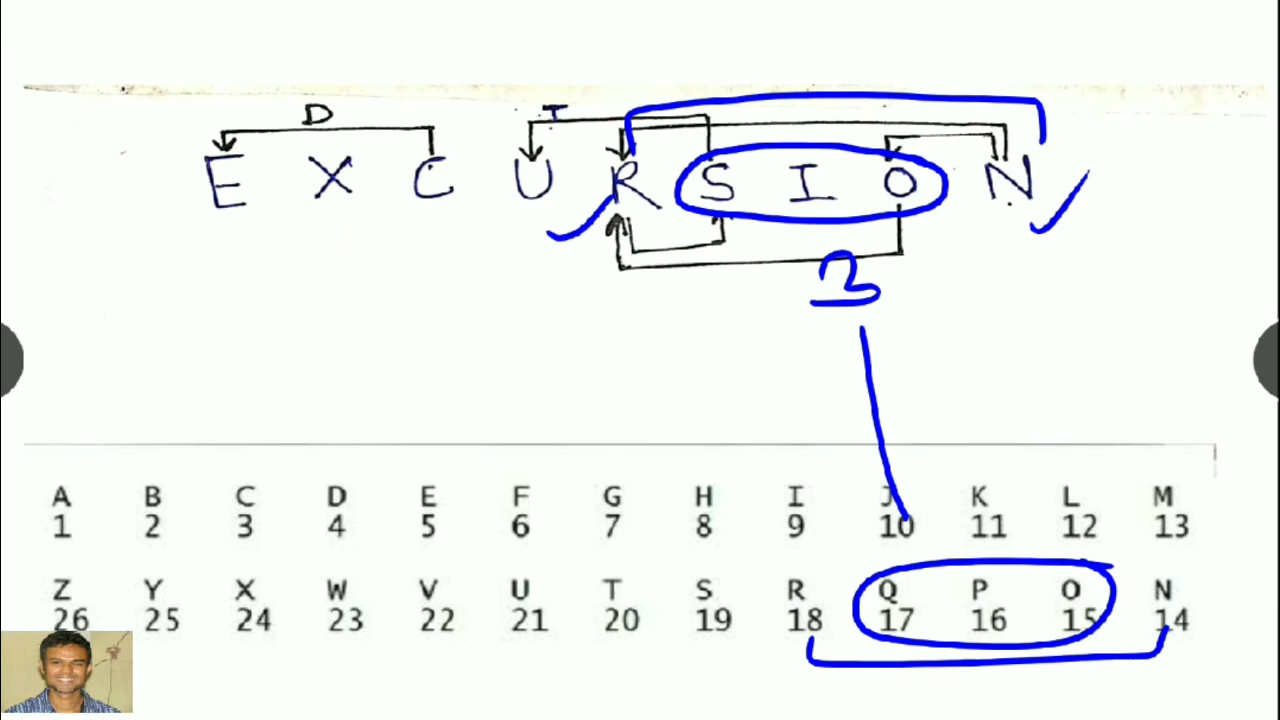 D T
E X C U R S I O N
3
A B C D E F G H I J K L M
1 2 3 4 5 6 7 8 9 10 11 12 13
Z Y X W V U T S R Q P O N
26 25 24 23 22 21 20 19 18 17 16 15 14